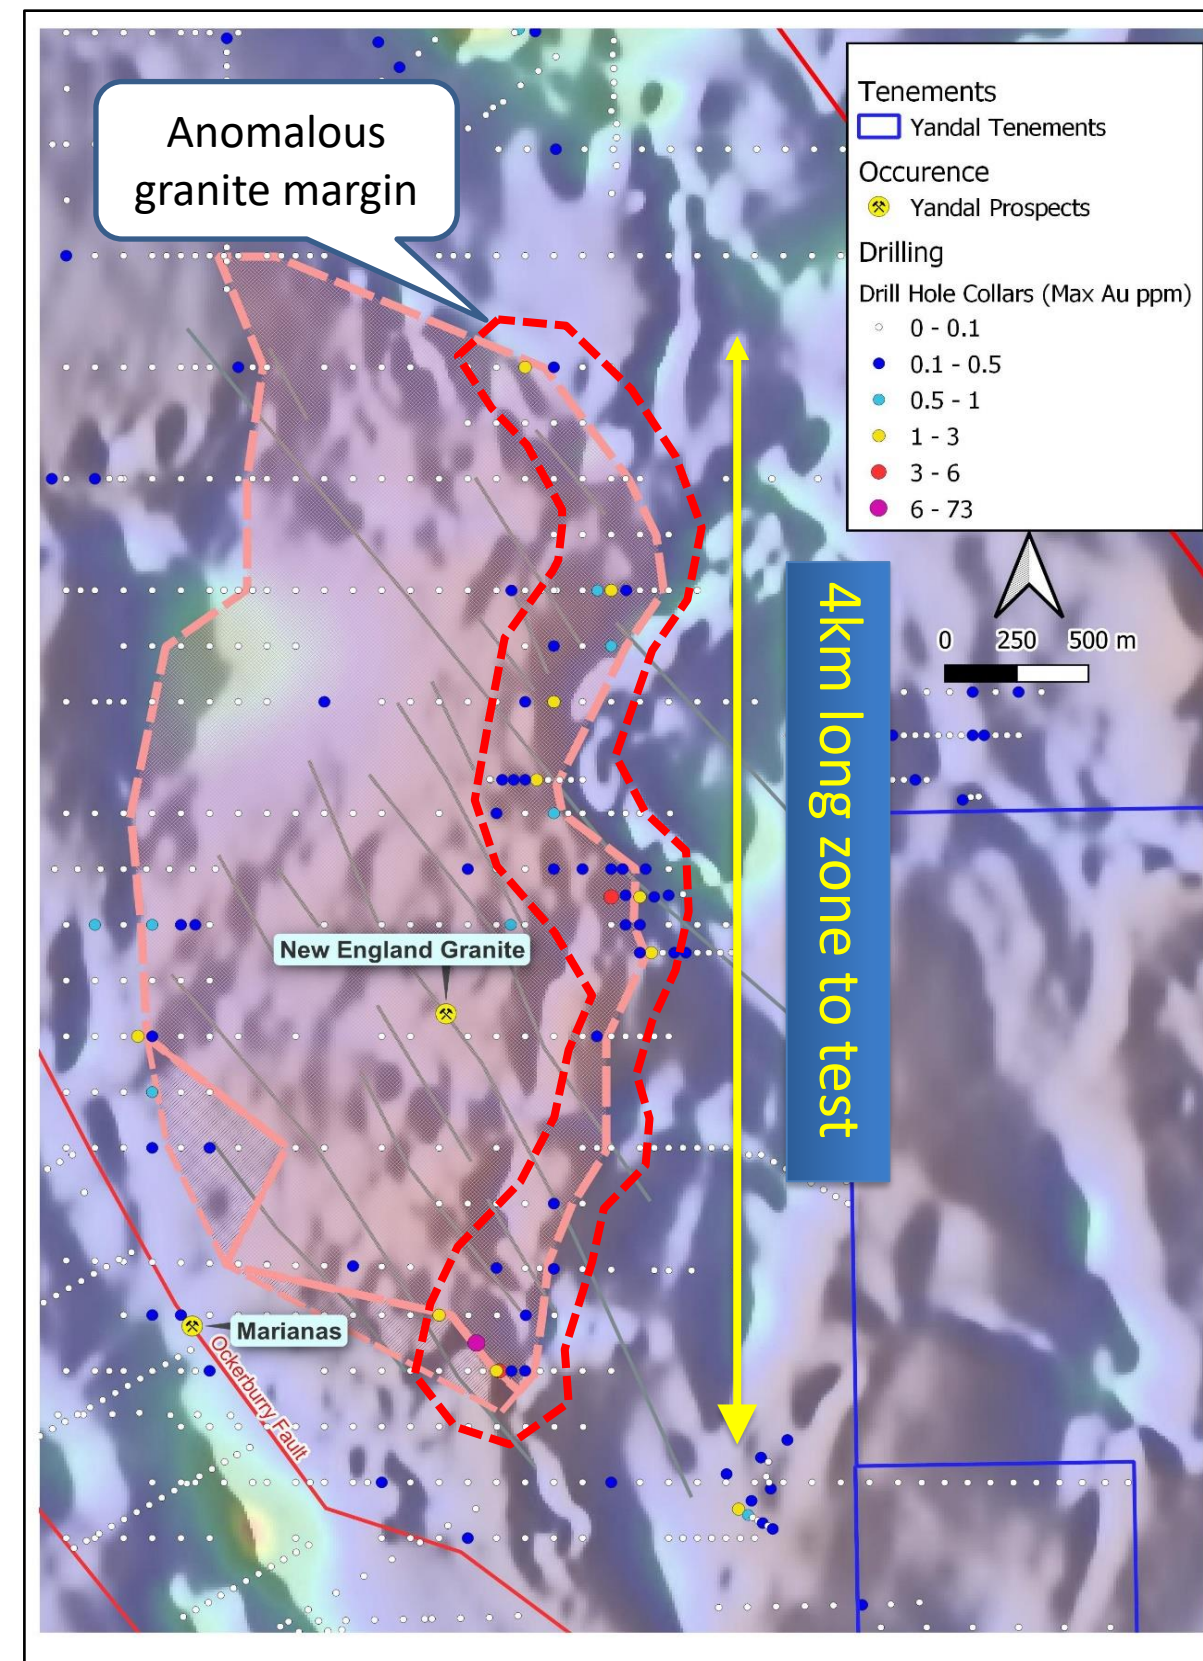 Anomalous
granite margin
Tenements
Yandal Tenements
Occurence
Yandal Prospects
Drilling
Drill Hole Collars (Max Au ppm)
0 - 0.1
0.1 - 0.5
0.5 - 1
1 - 3
3 - 6
6 - 73
0 250 500 m
4km long zone to test
New England Granite
Marianas
Ockerburry Fault